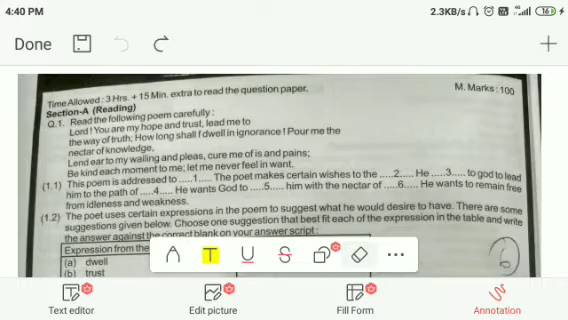 4:40 PM
2.3KB/s 4G 16
Done
Time Allowed : 3 Hrs. + 15 Min. extra to read the question paper.
M. Marks : 100
Section-A (Reading)
Q.1. Read the following poem carefully :
Lord ! You are my hope and trust, lead me to
the way of truth; How long shall I dwell in ignorance ! Pour me the
nectar of knowledge,
Lend ear to my wailing and pleas, cure me of is and pains;
Be kind each moment to me; let me never feel in want.
(1.1) This poem is addressed to .....1..... The poet makes certain wishes to the .....2..... He .....3..... to god to lead
him to the path of .....4..... He wants God to .....5..... him with the nectar of .....6..... He wants to remain free
from idleness and weakness.
(1.2) The poet uses certain expressions in the poem to suggest what he would desire to have. There are some
suggestions given below. Choose one suggestion that best fit each of the expression in the table and write
the answer against the correct blank on your answer script :
Expression from the
(a) dwell
(b) trust
T U S
Text editor
Edit picture
Fill Form
Annotation